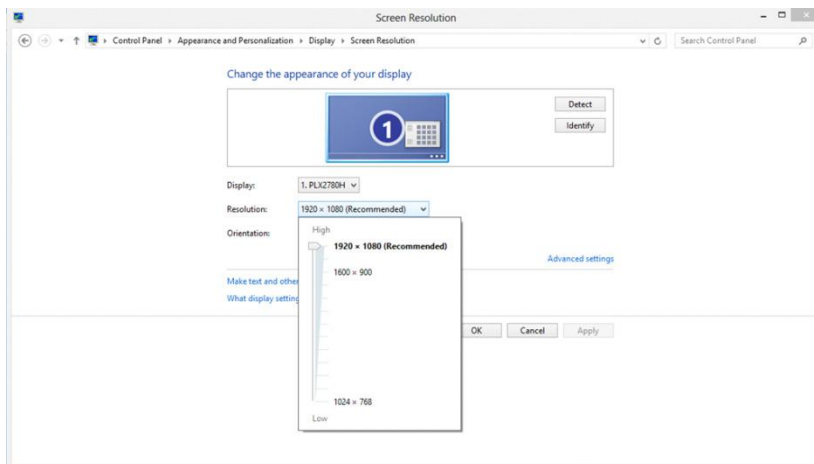 Screen Resolution
Control Panel Appearance and Personalization Display Screen Resolution
Search Control Panel
Change the appearance of your display
1
Detect
Identify
Display: 1. PLX2780H
Resolution: 1920 × 1080 (Recommended)
Orientation:
High
1920 × 1080 (Recommended)
1600 × 900
1024 × 768
Low
Advanced settings
Make text and other
What display setting
OK Cancel Apply